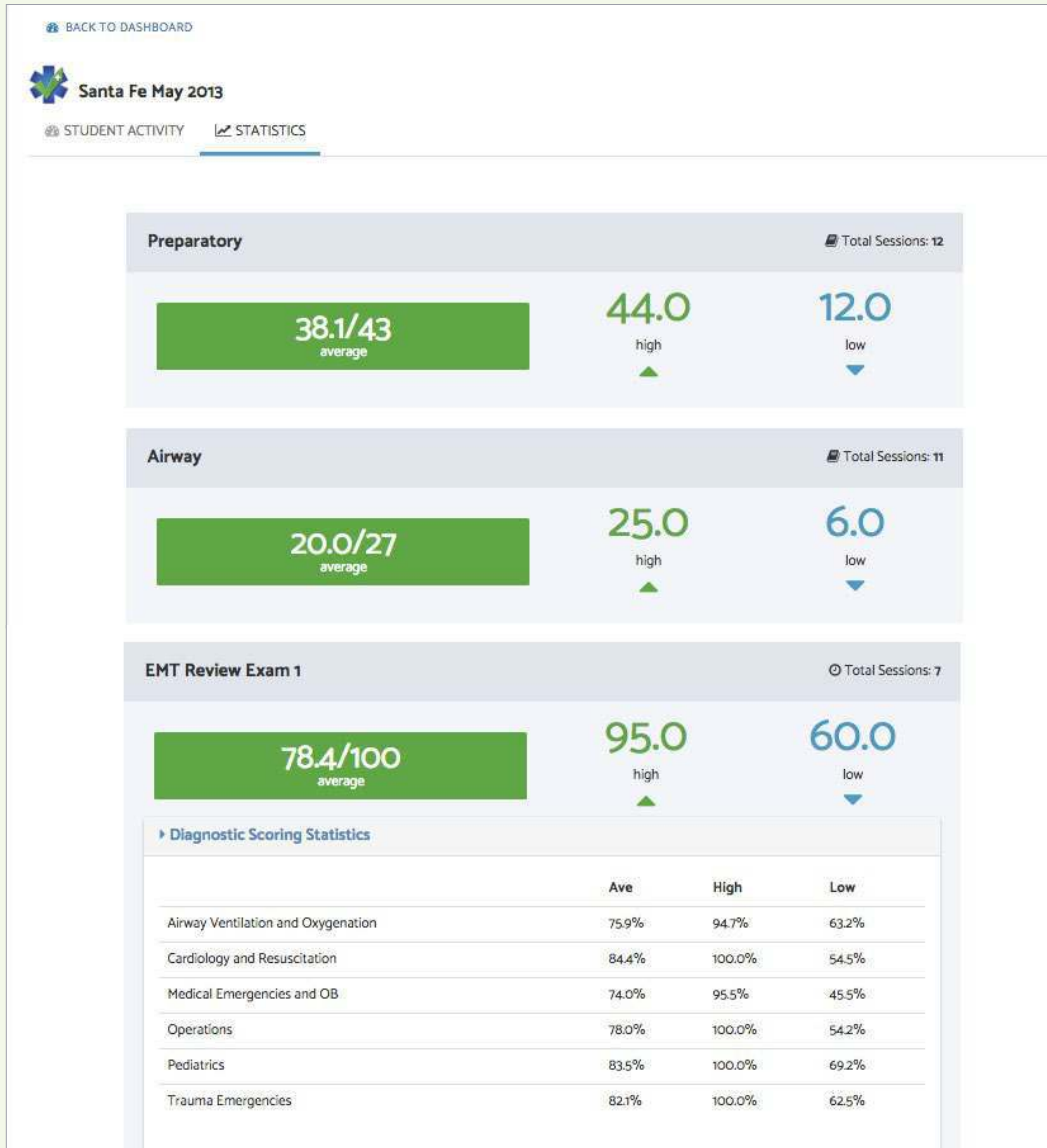 BACK TO DASHBOARD
Santa Fe May 2013
STUDENT ACTIVITY STATISTICS
Preparatory Total Sessions: 12
38.1/43 44.0 12.0
average high low
Airway Total Sessions: 11
20.0/27 25.0 6.0
average high low
EMT Review Exam 1 Total Sessions: 7
78.4/100 95.0 60.0
average high low
Diagnostic Scoring Statistics
Ave High Low
Airway Ventilation and Oxygenation 75.9% 94.7% 63.2%
Cardiology and Resuscitation 84.4% 100.0% 54.5%
Medical Emergencies and OB 74.0% 95.5% 45.5%
Operations 78.0% 100.0% 54.2%
Pediatrics 83.5% 100.0% 69.2%
Trauma Emergencies 82.1% 100.0% 62.5%